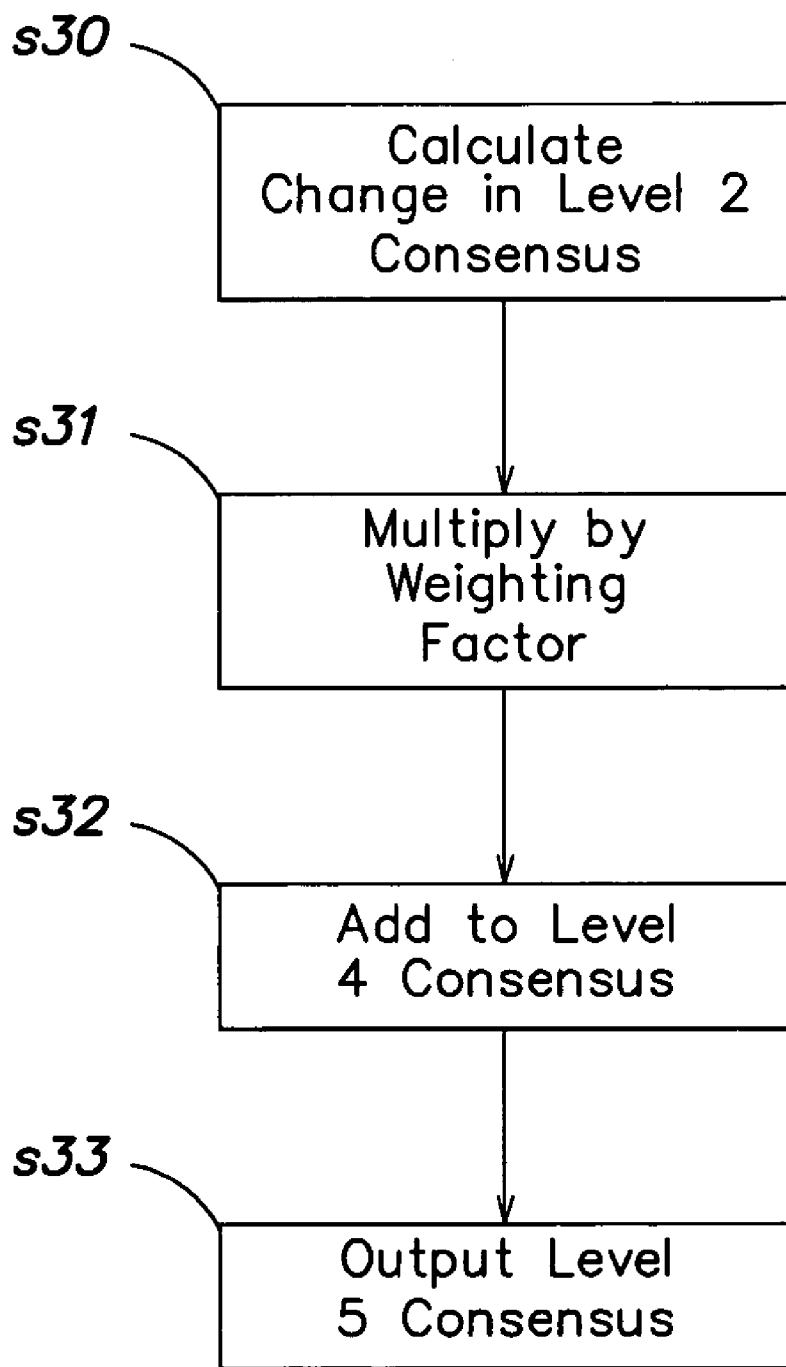 s30
Calculate
Change in Level 2
Consensus
s31
Multiply by
Weighting
Factor
s32
Add to Level
4 Consensus
s33
Output Level
5 Consensus